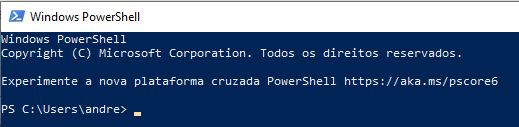 Windows PowerShell
Windows PowerShell
Copyright (C) Microsoft Corporation. Todos os direitos reservados.
Experimente a nova plataforma cruzada PowerShell https://aka.ms/pscore6
PS C:\Users\andre>